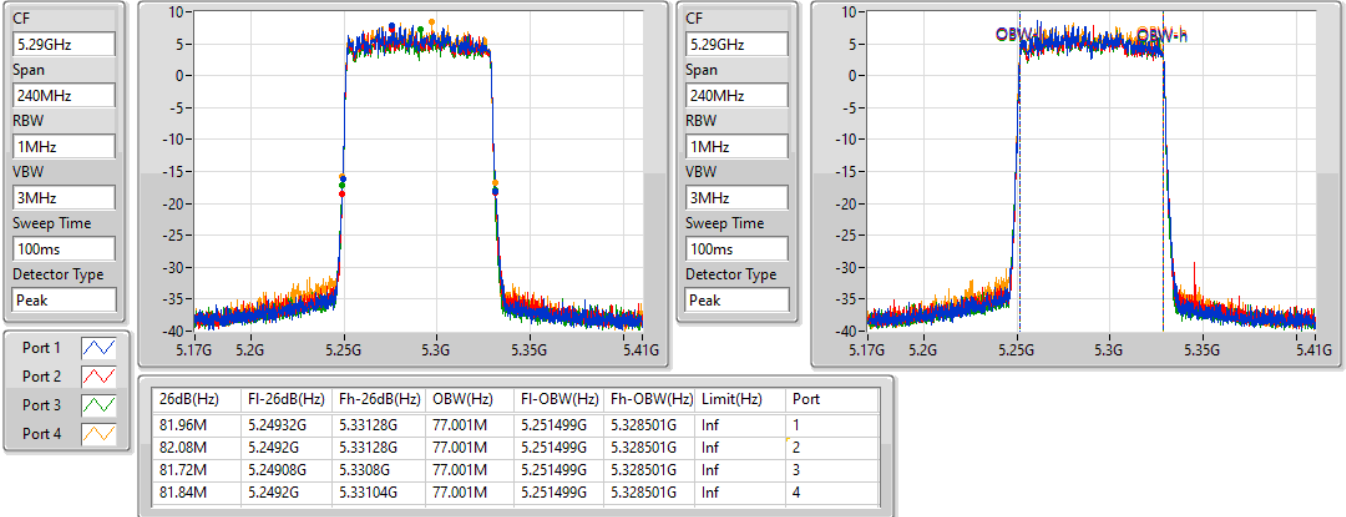 CF
5.29GHz
Span
240MHz
RBW
1MHz
VBW
3MHz
Sweep Time
100ms
Detector Type
Peak
10
5
0
-5
-10
-15
-20
-25
-30
-35
-40
5.17G 5.2G 5.25G 5.3G 5.35G 5.41G
CF
5.29GHz
Span
240MHz
RBW
1MHz
VBW
3MHz
Sweep Time
100ms
Detector Type
Peak
10
5
0
-5
-10
-15
-20
-25
-30
-35
-40
OBW-h
5.17G 5.2G 5.25G 5.3G 5.35G 5.41G
Port 1
Port 2
Port 3
Port 4
26dB(Hz) Fl-26dB(Hz) Fh-26dB(Hz) OBW(Hz) Fl-OBW(Hz) Fh-OBW(Hz) Limit(Hz) Port
81.96M 5.24932G 5.33128G 77.001M 5.251499G 5.328501G Inf 1
82.08M 5.2492G 5.33128G 77.001M 5.251499G 5.328501G Inf 2
81.72M 5.24908G 5.3308G 77.001M 5.251499G 5.328501G Inf 3
81.84M 5.2492G 5.33104G 77.001M 5.251499G 5.328501G Inf 4